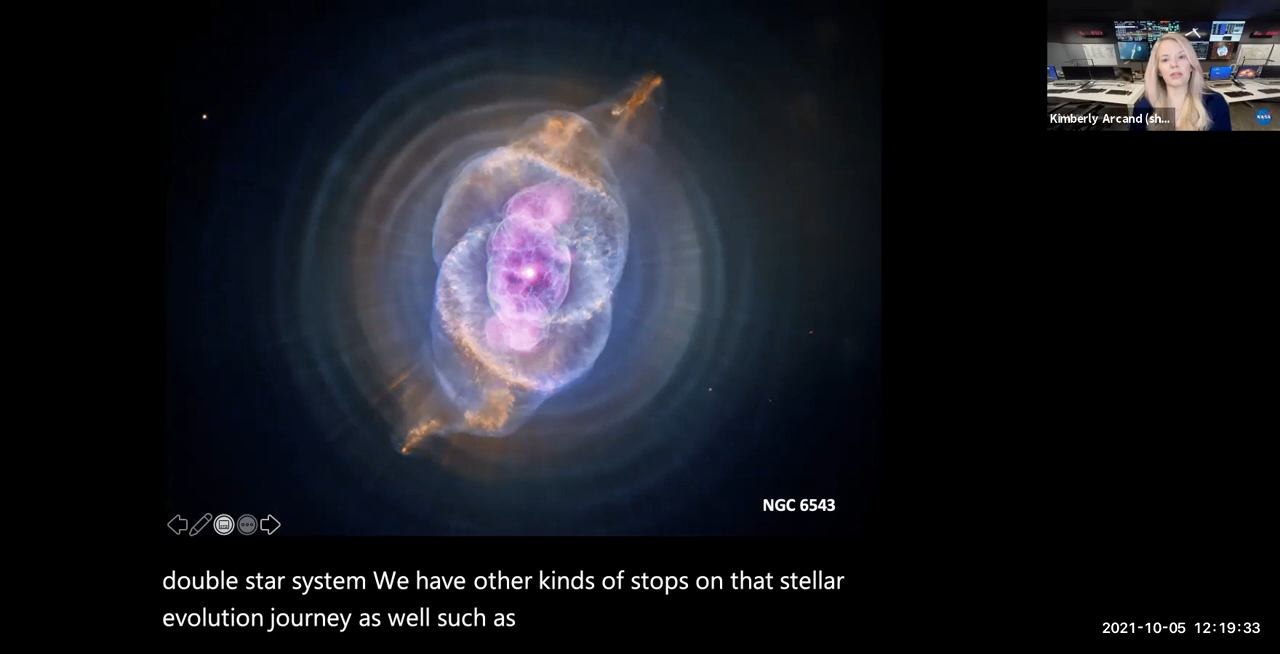 Kimberly Arcand (sh...
NASA
NGC 6543
double star system We have other kinds of stops on that stellar
evolution journey as well such as
2021-10-05 12:19:33